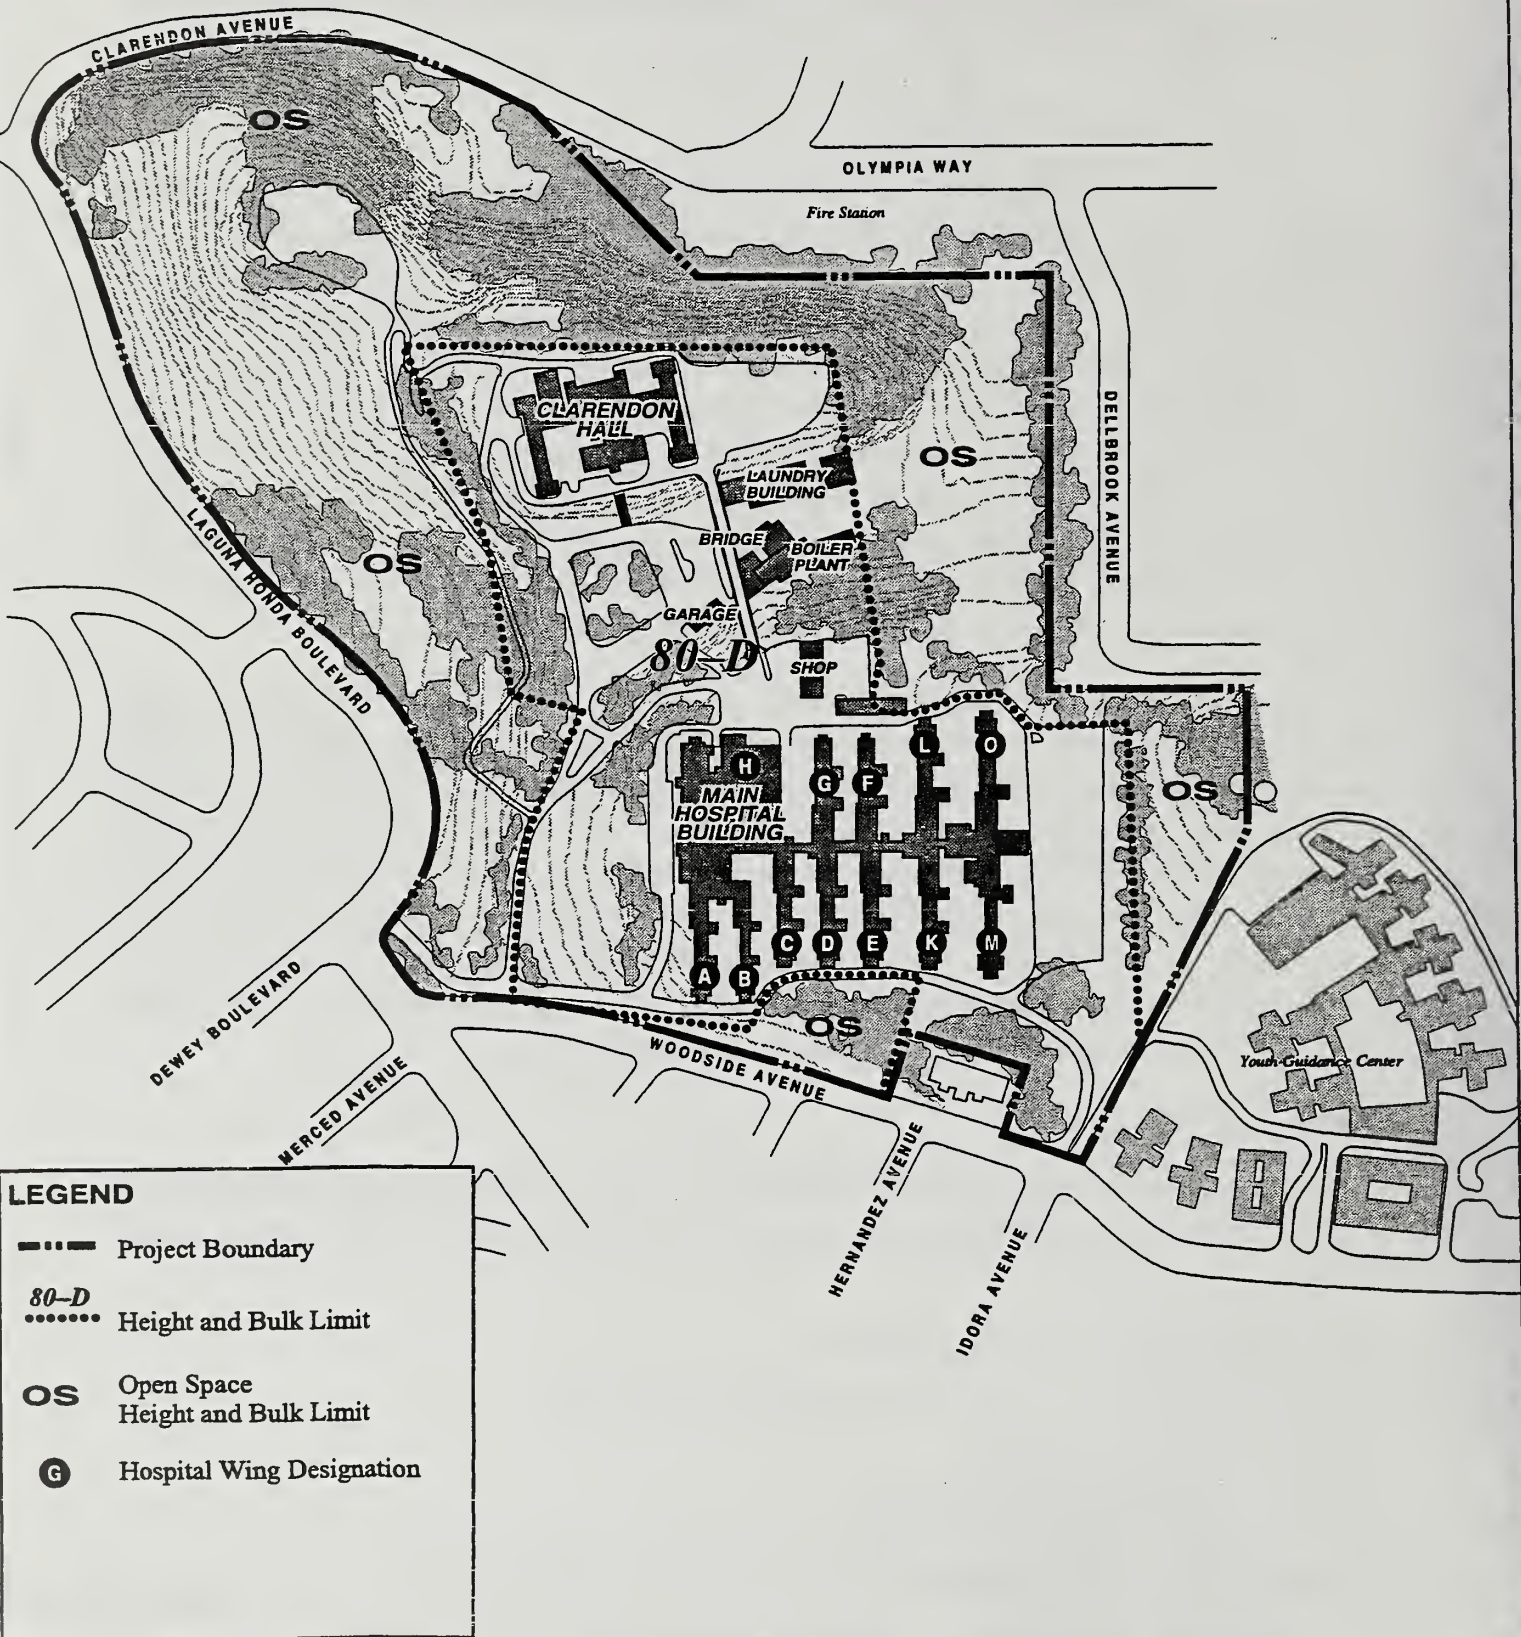 CLARENDON AVENUE
OS
OLYMPIA WAY
Fire Station
CLARENDON
HALL
OS
LAUNDRY
BUILDING
DELLBROOK AVENUE
LAGUNA HONDA BOULEVARD
OS
BRIDGE
BOILER
PLANT
GARAGE
80-D
SHOP
L
O
H
G
F
MAIN
HOSPITAL
BUILDING
OS
A
B
C
D
E
K
M
OS
DEWEY BOULEVARD
WOODSIDE AVENUE
MERCED AVENUE
Youth Guidance Center
HERNANDEZ AVENUE
IDORA AVENUE
LEGEND
Project Boundary
80-D
Height and Bulk Limit
OS
Open Space
Height and Bulk Limit
G
Hospital Wing Designation